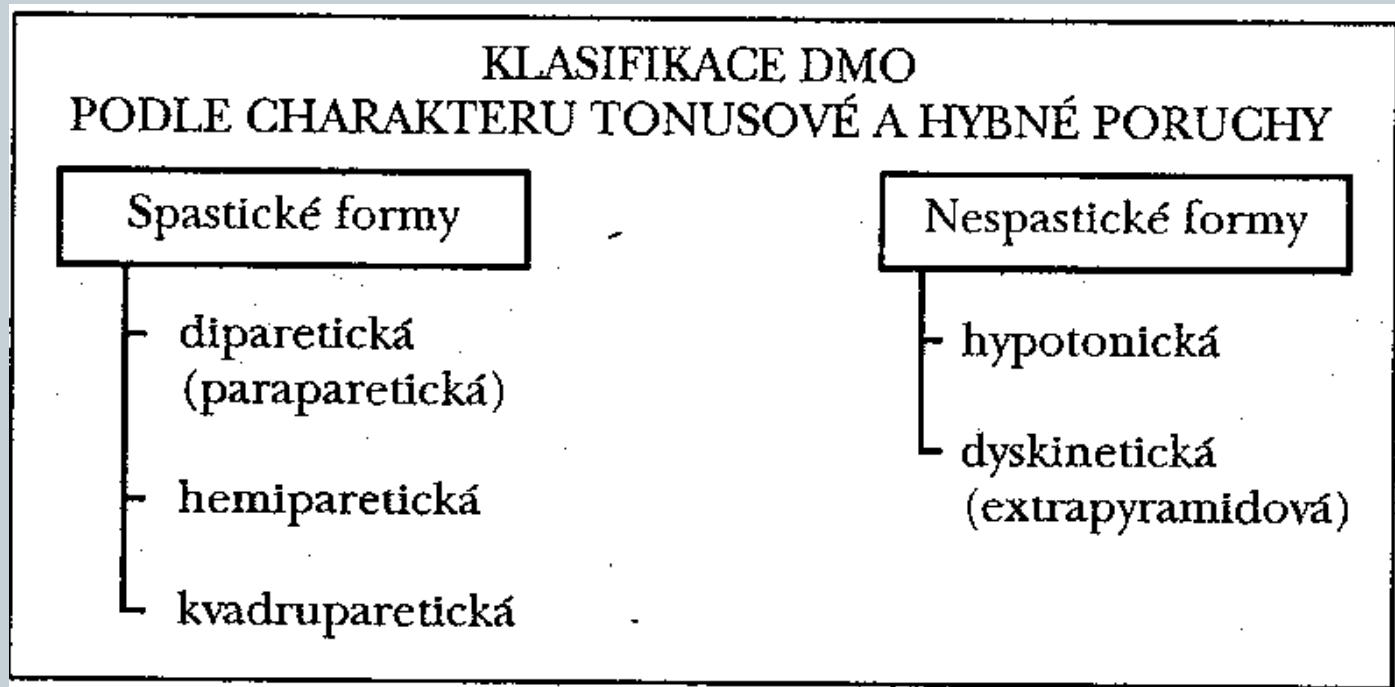 KLASIFIKACE DMO
PODLE CHARAKTERU TONUSOVÉ A HYBNÉ PORUCHY
Spastické formy
diparetická
(paraparetická)
hemiparetická
kvadruparetická
Nespastické formy
hypotonická
dyskinetická
(extrapyramidová)